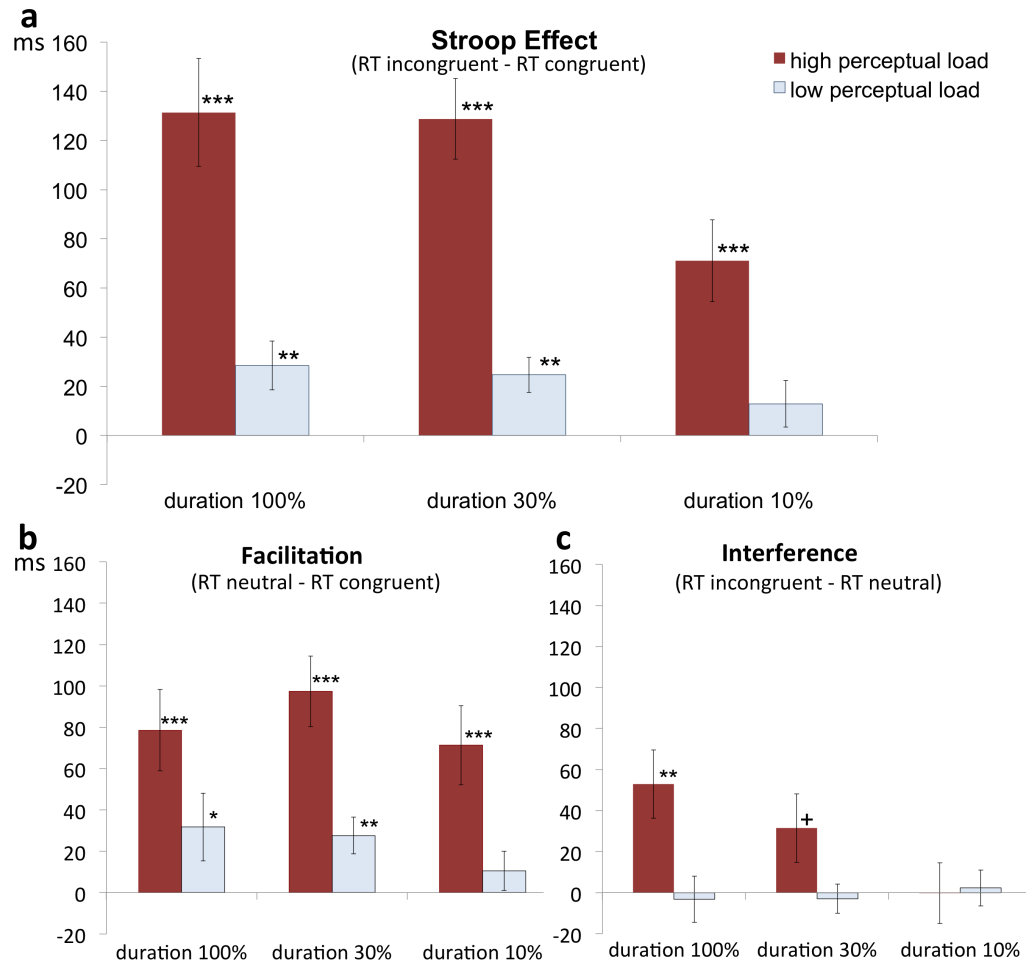 a
ms
Stroop Effect
(RT incongruent - RT congruent)
high perceptual load
low perceptual load
160
140
120
100
80
60
40
20
0
-20
***
**
***
**
***
duration 100%
duration 30%
duration 10%
b
ms
Facilitation
(RT neutral - RT congruent)
160
140
120
100
80
60
40
20
0
-20
***
*
***
**
***
duration 100%
duration 30%
duration 10%
c
Interference
(RT incongruent - RT neutral)
160
140
120
100
80
60
40
20
0
-20
**
+
duration 100%
duration 30%
duration 10%